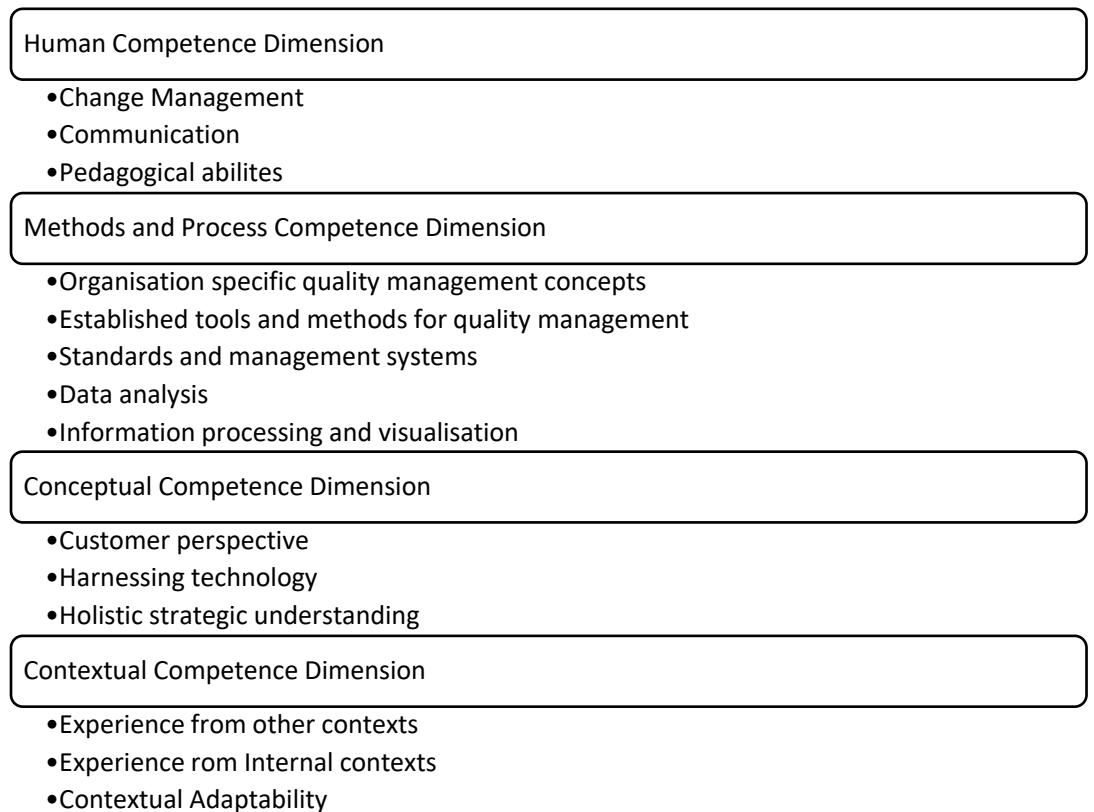 Human Competence Dimension
•Change Management
•Communication
•Pedagogical abilites
Methods and Process Competence Dimension
•Organisation specific quality management concepts
•Established tools and methods for quality management
•Standards and management systems
•Data analysis
•Information processing and visualisation
Conceptual Competence Dimension
•Customer perspective
•Harnessing technology
•Holistic strategic understanding
Contextual Competence Dimension
•Experience from other contexts
•Experience rom Internal contexts
•Contextual Adaptability